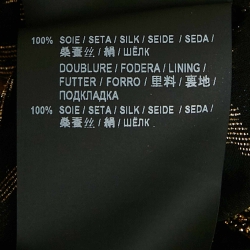 100% SOIE / SETA / SILK / SEIDE / SEDA /
桑蚕丝 / 絹 / ШЁЛК
DOUBLURE / FODERA / LINING /
FUTTER / FORRO / 里料 / 裏地 /
ПОДКЛАДКА
100% SOIE / SETA / SILK / SEIDE / SEDA /
桑蚕丝 / 絹 / ШЁЛК